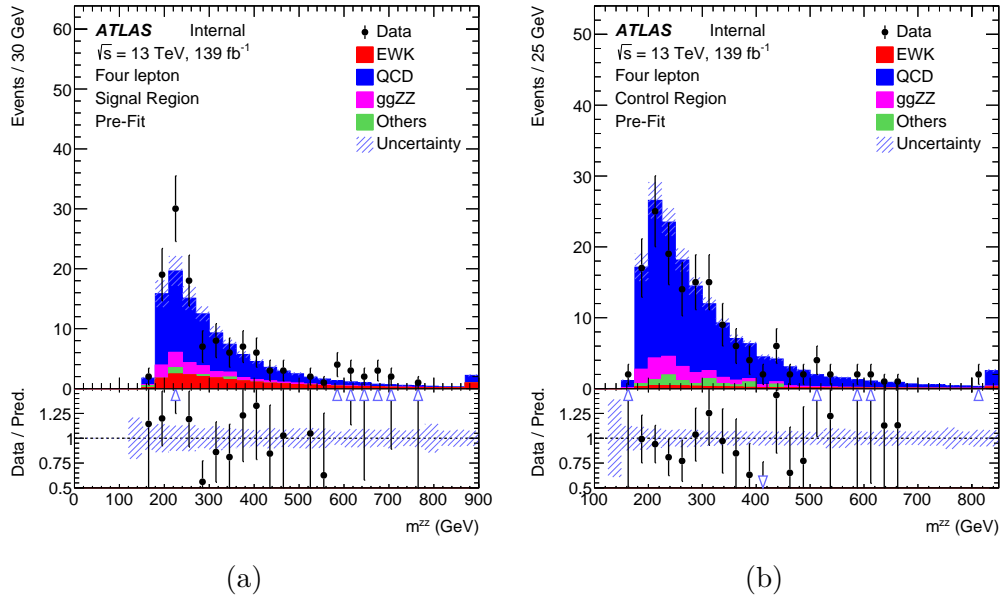 ATLAS Internal
√s = 13 TeV, 139 fb-1
Four lepton
Signal Region
Pre-Fit
Data
EWK
QCD
ggZZ
Others
Uncertainty
Events / 30 GeV
60
50
40
30
20
10
0
Data / Pred.
1.25
1
0.75
0.5
0 100 200 300 400 500 600 700 800 900
mZZ (GeV)
(a)
ATLAS Internal
√s = 13 TeV, 139 fb-1
Four lepton
Control Region
Pre-Fit
Data
EWK
QCD
ggZZ
Others
Uncertainty
Events / 25 GeV
50
40
30
20
10
0
Data / Pred.
1.25
1
0.75
0.5
100 200 300 400 500 600 700 800
mZZ (GeV)
(b)